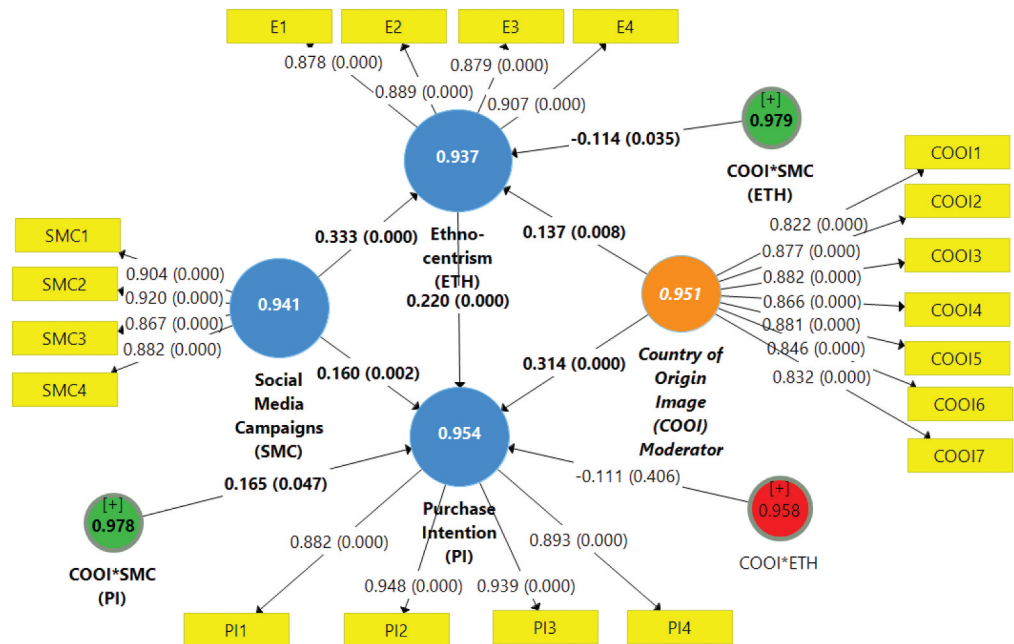 E1
E2
E3
E4
0.878 (0.000)
0.889 (0.000)
0.879 (0.000)
0.907 (0.000)
[+]
0.979
COOI*SMC
(ETH)
-0.114 (0.035)
0.937
Ethno-
centrism
(ETH)
0.333 (0.000)
0.137 (0.008)
0.220 (0.000)
SMC1
SMC2
SMC3
SMC4
0.904 (0.000)
0.920 (0.000)
0.867 (0.000)
0.882 (0.000)
0.941
Social
Media
Campaigns
(SMC)
0.160 (0.002)
0.314 (0.000)
0.951
Country of
Origin
Image
(COOI)
Moderator
COOI1
COOI2
COOI3
COOI4
COOI5
COOI6
COOI7
0.822 (0.000)
0.877 (0.000)
0.882 (0.000)
0.866 (0.000)
0.881 (0.000)
0.846 (0.000)
0.832 (0.000)
0.954
Purchase
Intention
(PI)
0.165 (0.047)
[+]
0.978
COOI*SMC
(PI)
-0.111 (0.406)
[+]
0.958
COOI*ETH
0.882 (0.000)
0.948 (0.000)
0.939 (0.000)
0.893 (0.000)
PI1
PI2
PI3
PI4